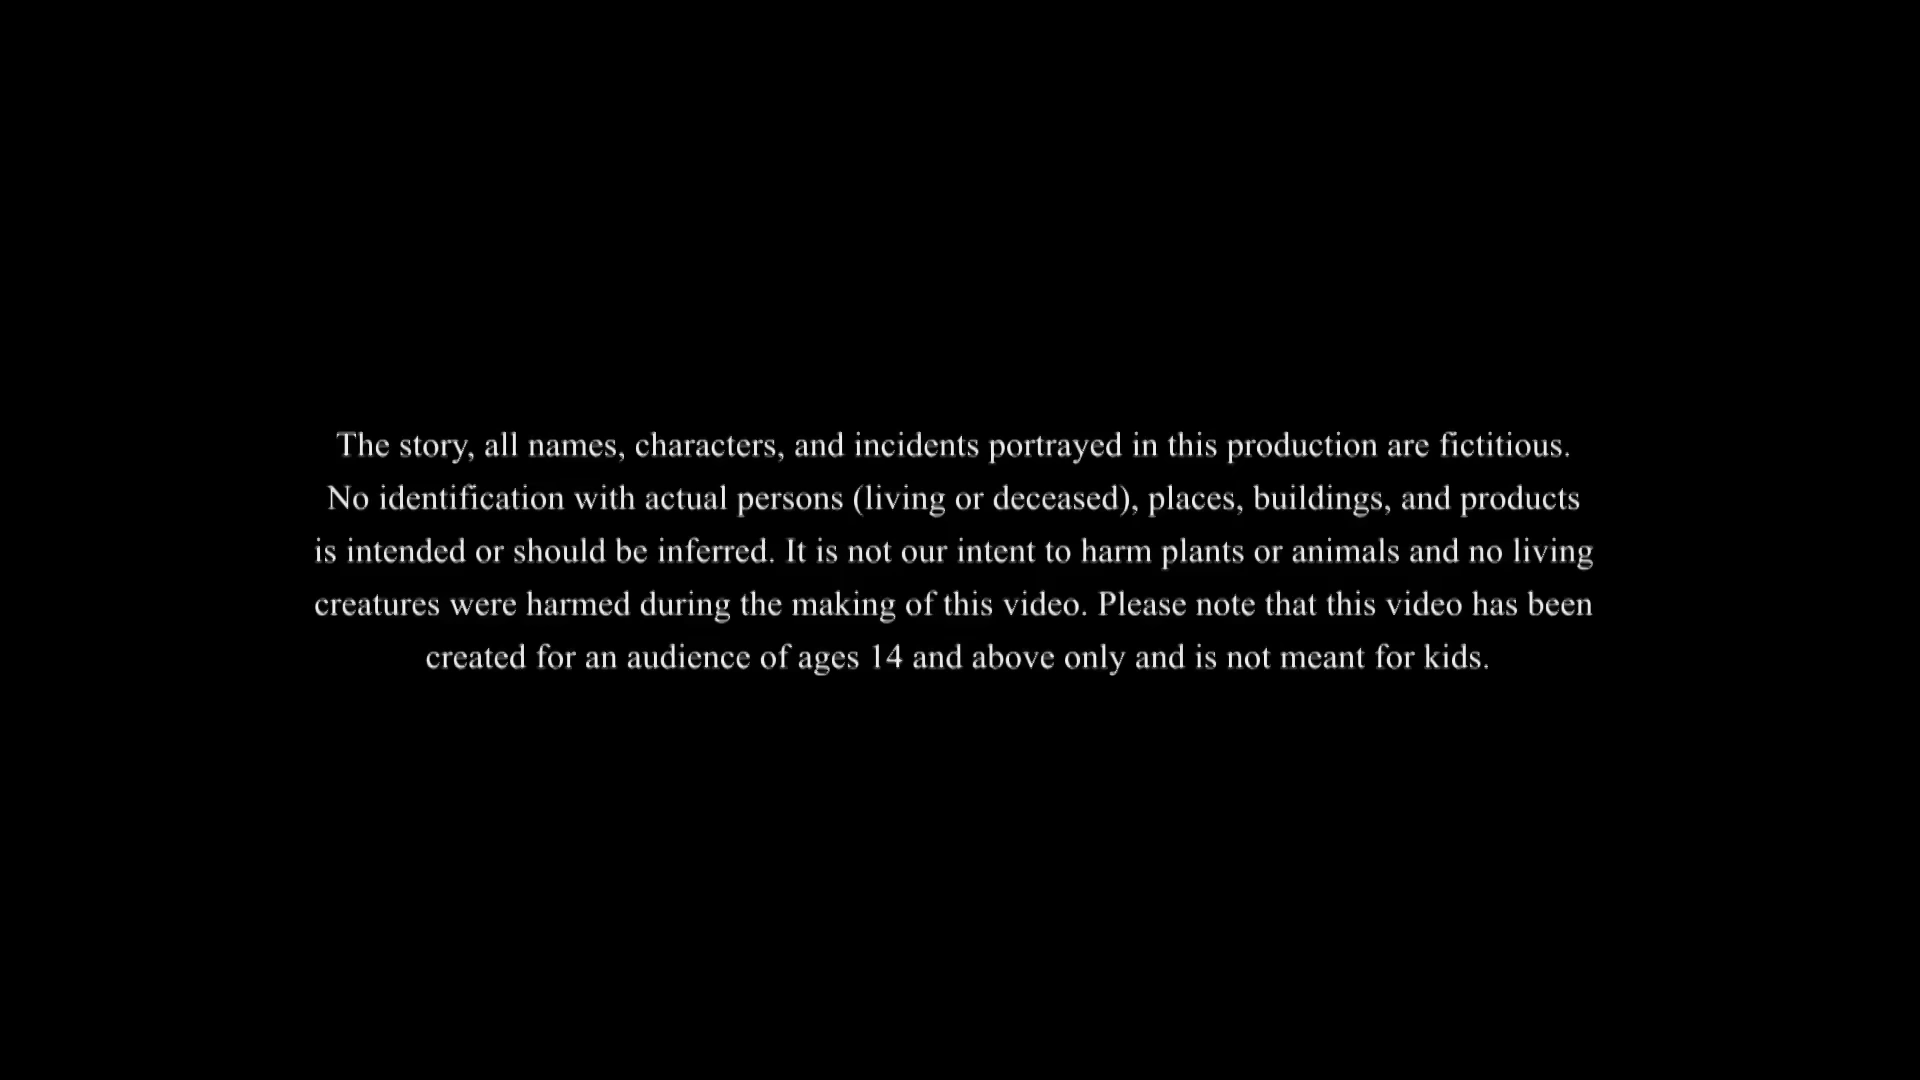 The story, all names, characters, and incidents portrayed in this production are fictitious.
No identification with actual persons (living or deceased), places, buildings, and products
is intended or should be inferred. It is not our intent to harm plants or animals and no living
creatures were harmed during the making of this video. Please note that this video has been
created for an audience of ages 14 and above only and is not meant for kids.